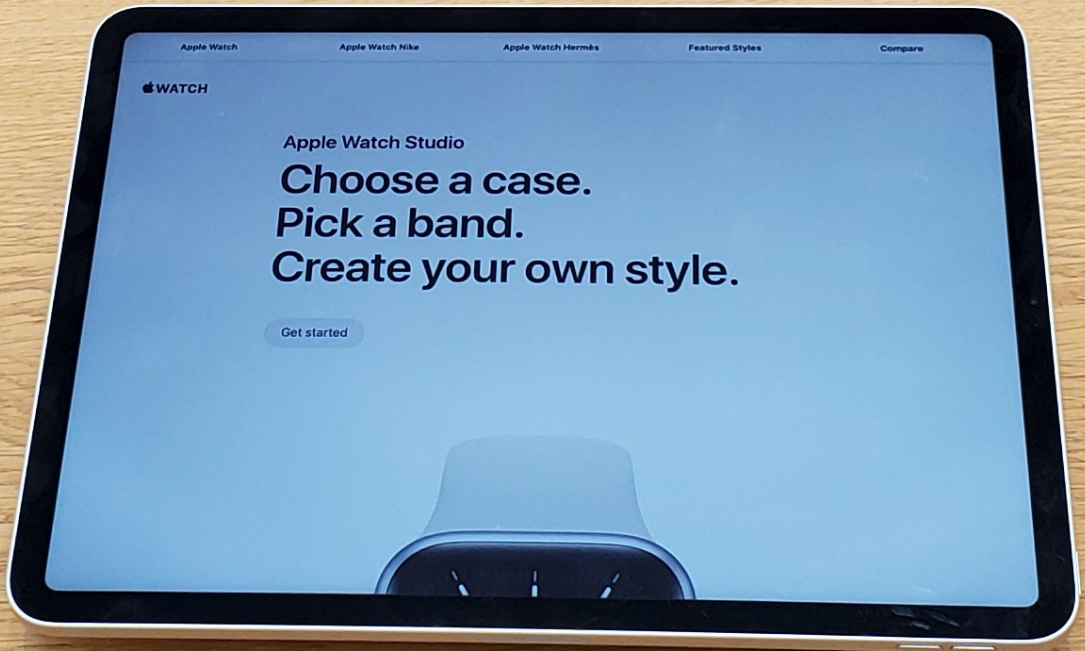 Apple Watch Apple Watch Nike Apple Watch Hermès Featured Styles Compare
WATCH
Apple Watch Studio
Choose a case.
Pick a band.
Create your own style.
Get started